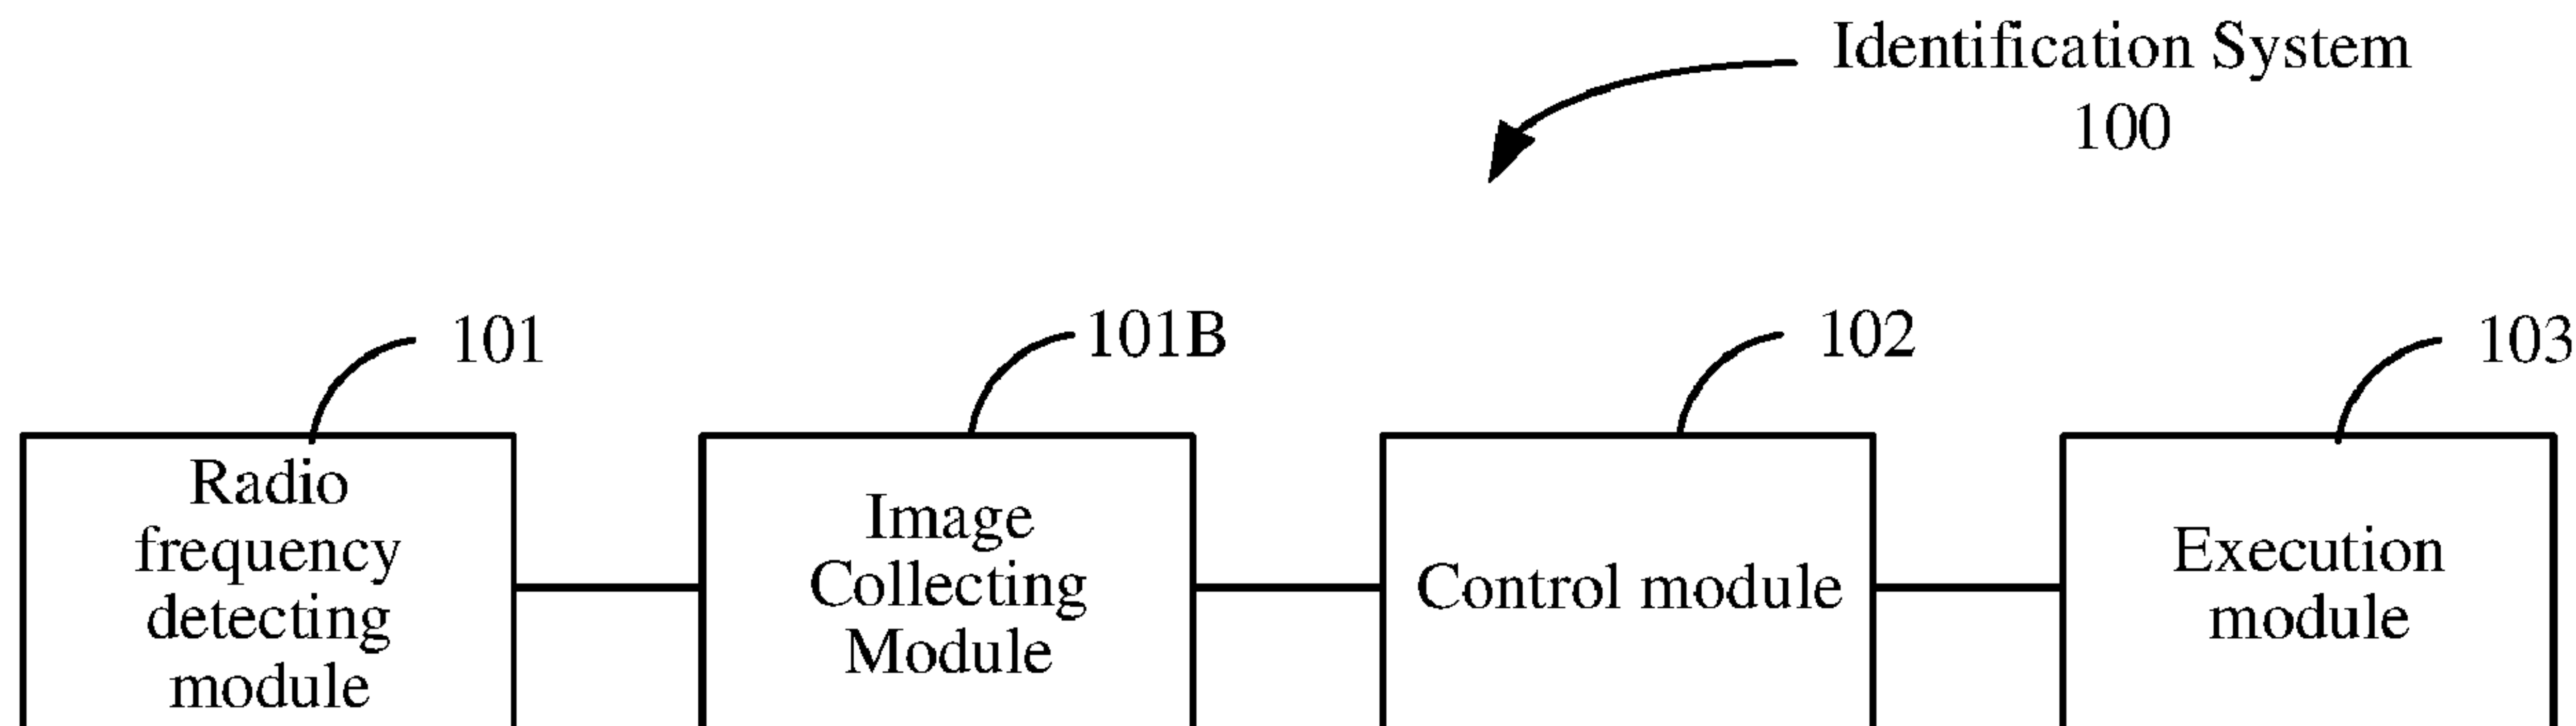 Identification System
100
101
101B
102
103
Radio
frequency
detecting
module
Image
Collecting
Module
Control module
Execution
module